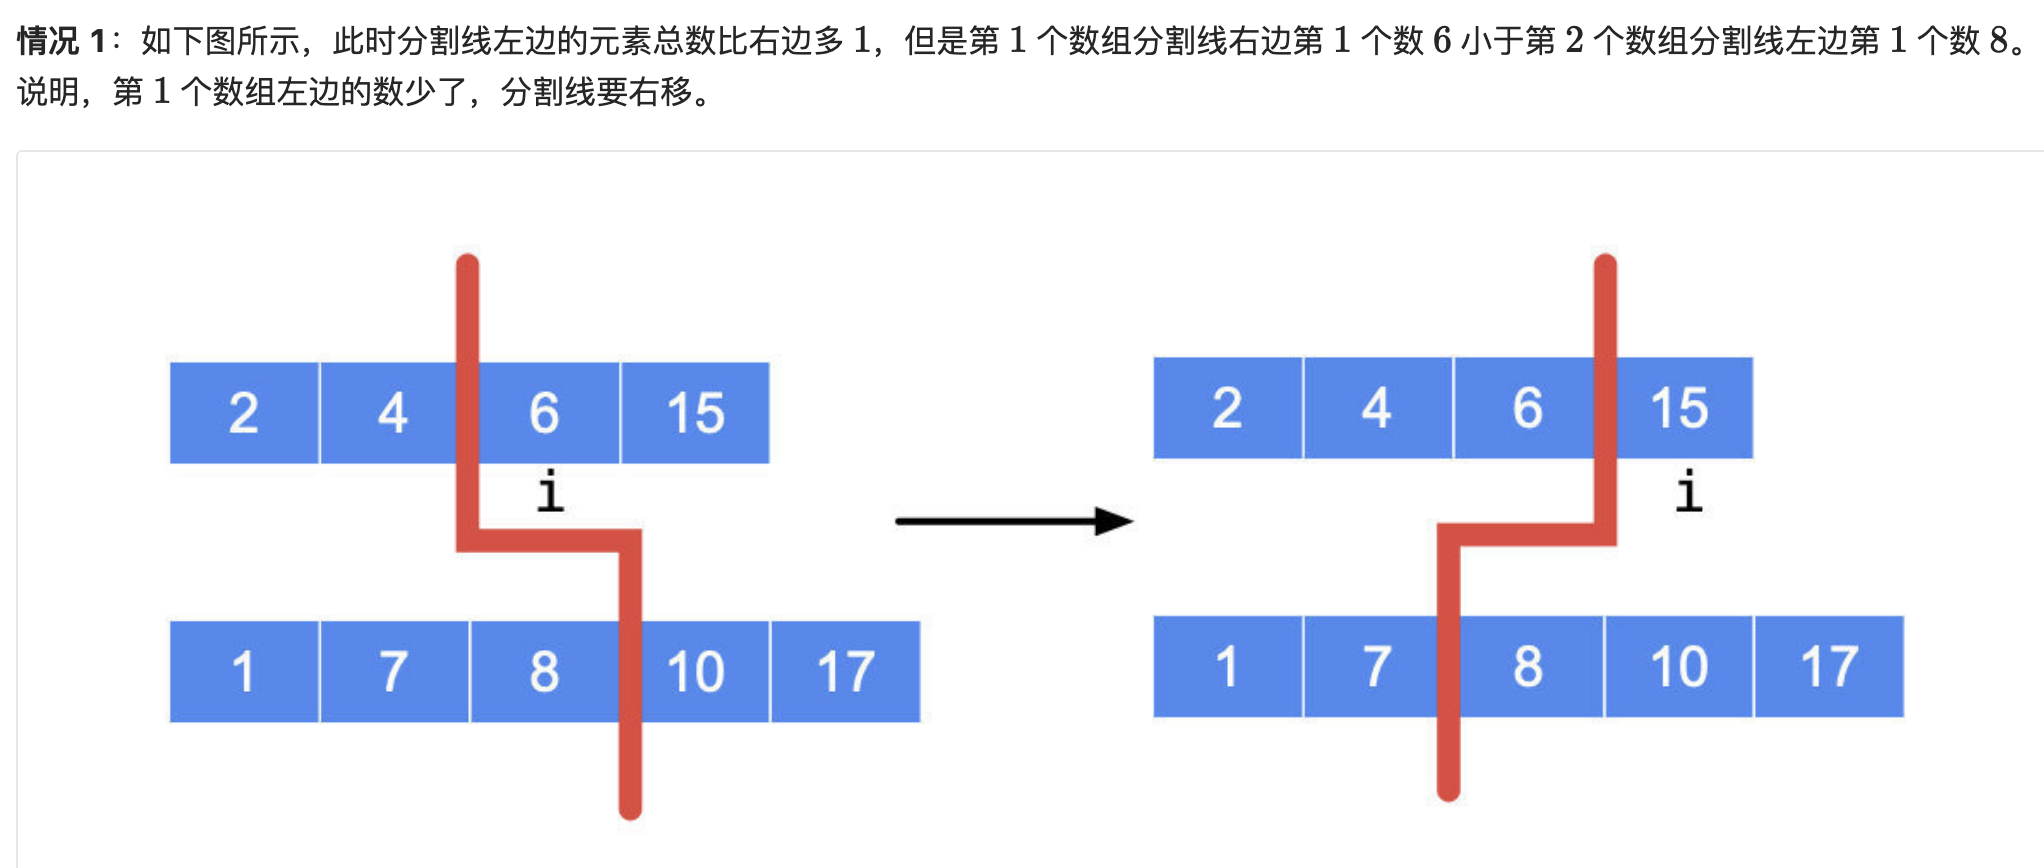 情况 1：如下图所示，此时分割线左边的元素总数比右边多 1，但是第 1 个数组分割线右边第 1 个数 6 小于第 2 个数组分割线左边第 1 个数 8。
说明，第 1 个数组左边的数少了，分割线要右移。
2 4 6 15
i
1 7 8 10 17
2 4 6 15
i
1 7 8 10 17